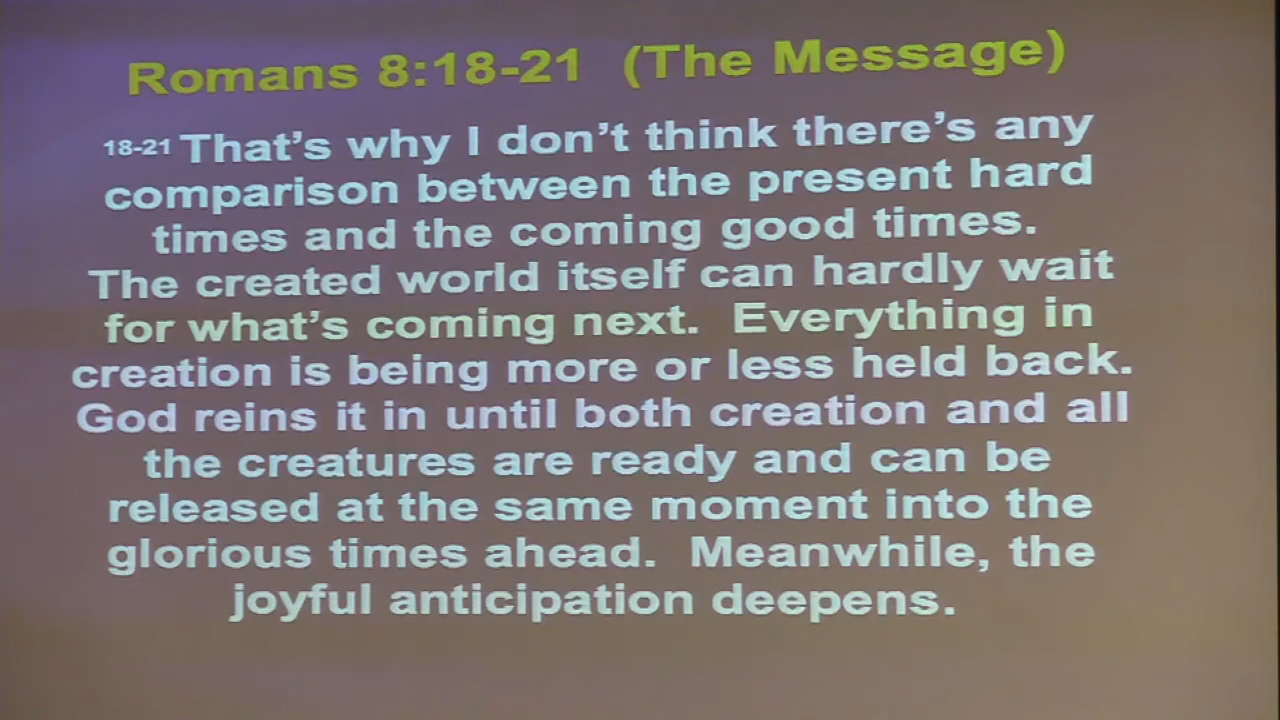 Romans 8:18-21 (The Message)
18-21 That's why I don't think there's any
comparison between the present hard
times and the coming good times.
The created world itself can hardly wait
for what's coming next. Everything in
creation is being more or less held back.
God reins it in until both creation and all
the creatures are ready and can be
released at the same moment into the
glorious times ahead. Meanwhile, the
joyful anticipation deepens.